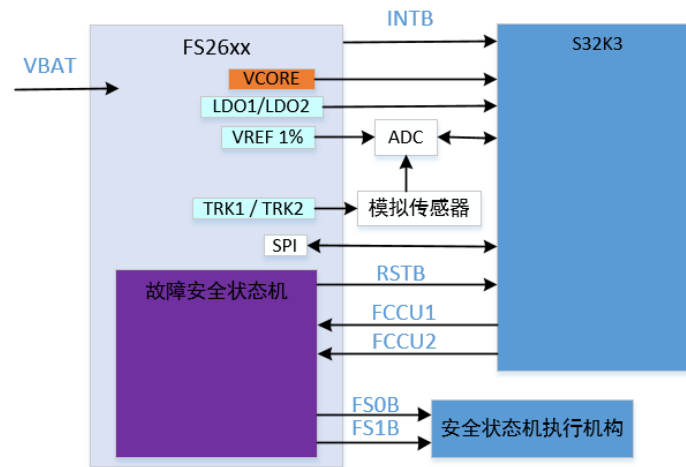 INTB
FS26xx
S32K3
VBAT
VCORE
LDO1/LDO2
VREF 1%
ADC
TRK1 / TRK2
模拟传感器
SPI
故障安全状态机
RSTB
FCCU1
FCCU2
FS0B
FS1B
安全状态机执行机构